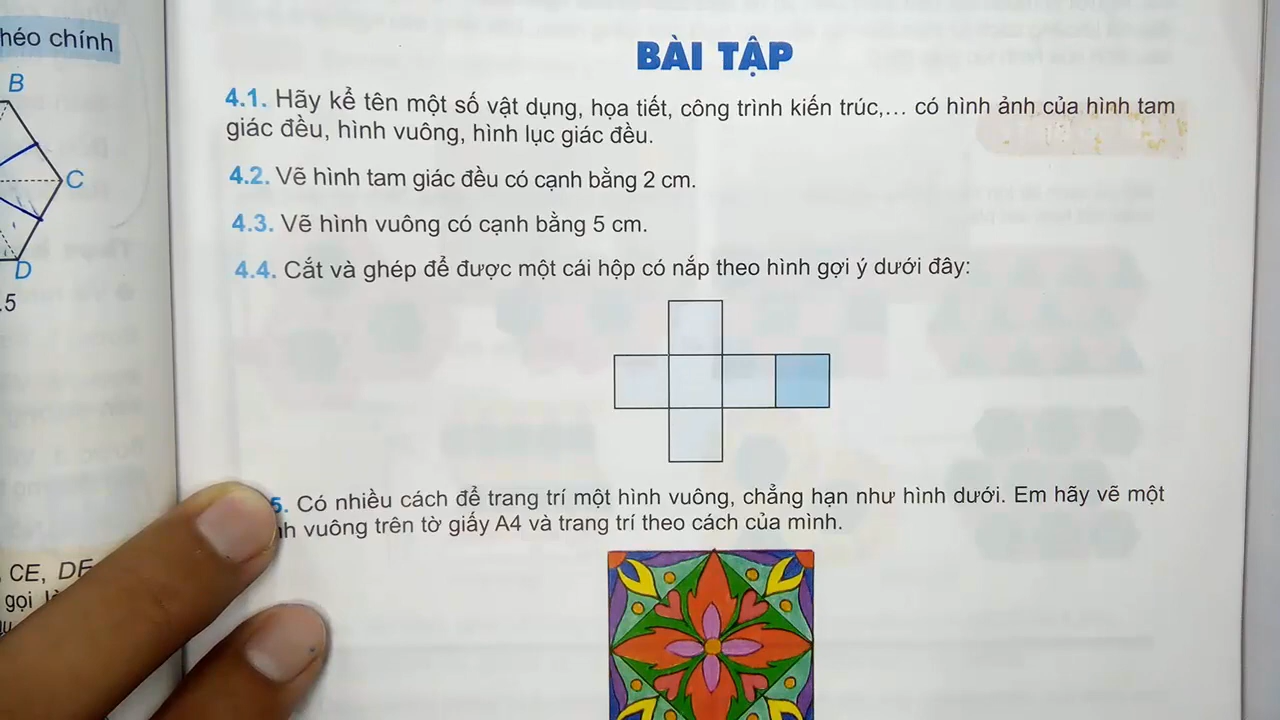 héo chính
B
C
D
.5
CE, DE
gọi
BÀI TẬP
4.1. Hãy kể tên một số vật dụng, họa tiết, công trình kiến trúc,... có hình ảnh của hình tam
giác đều, hình vuông, hình lục giác đều.
4.2. Vẽ hình tam giác đều có cạnh bằng 2 cm.
4.3. Vẽ hình vuông có cạnh bằng 5 cm.
4.4. Cắt và ghép để được một cái hộp có nắp theo hình gợi ý dưới đây:
5. Có nhiều cách để trang trí một hình vuông, chẳng hạn như hình dưới. Em hãy vẽ một
nh vuông trên tờ giấy A4 và trang trí theo cách của mình.